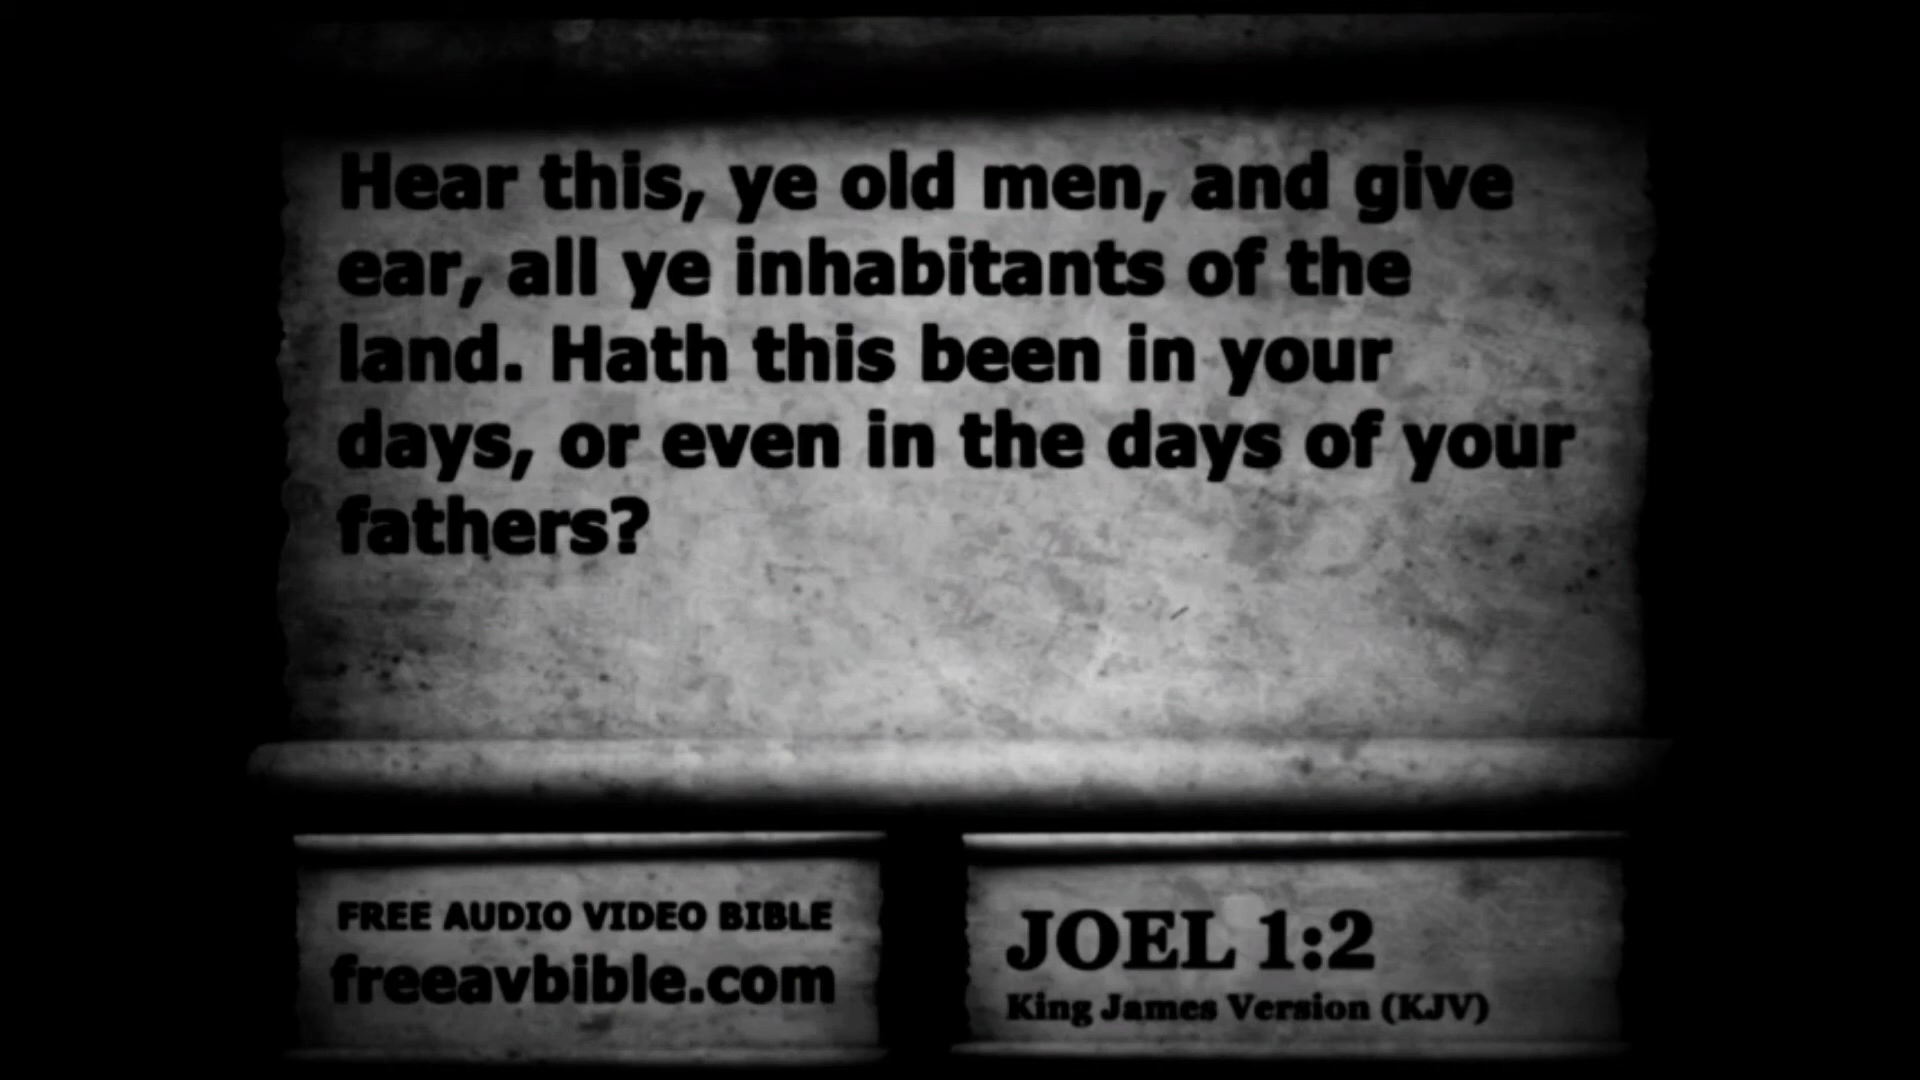 Hear this, ye old men, and give
ear, all ye inhabitants of the
land. Hath this been in your
days, or even in the days of your
fathers?
FREE AUDIO VIDEO BIBLE
freeavbible.com
JOEL 1:2
King James Version (KJV)